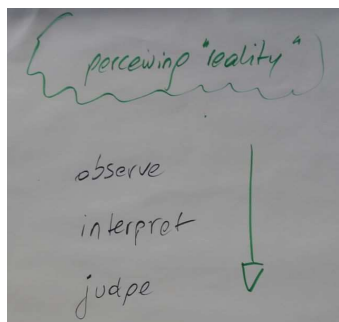 perceiving "reality"
observe
interpret
judge